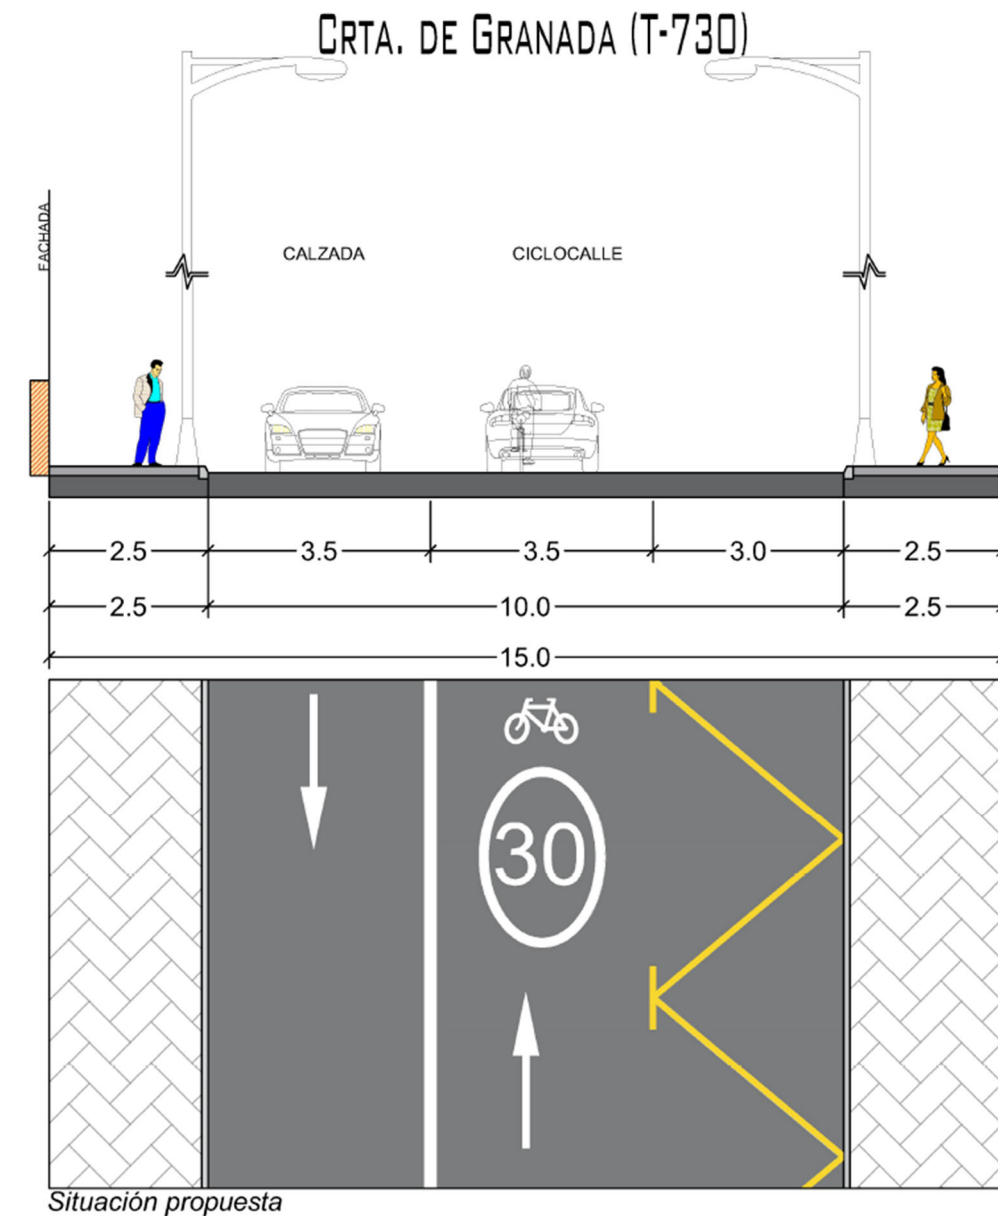 CRTA. DE GRANADA (T-730)
FACHADA
CALZADA CICLOCALLE
2.5 3.5 3.5 3.0 2.5
2.5 10.0 2.5
15.0
30
Situación propuesta